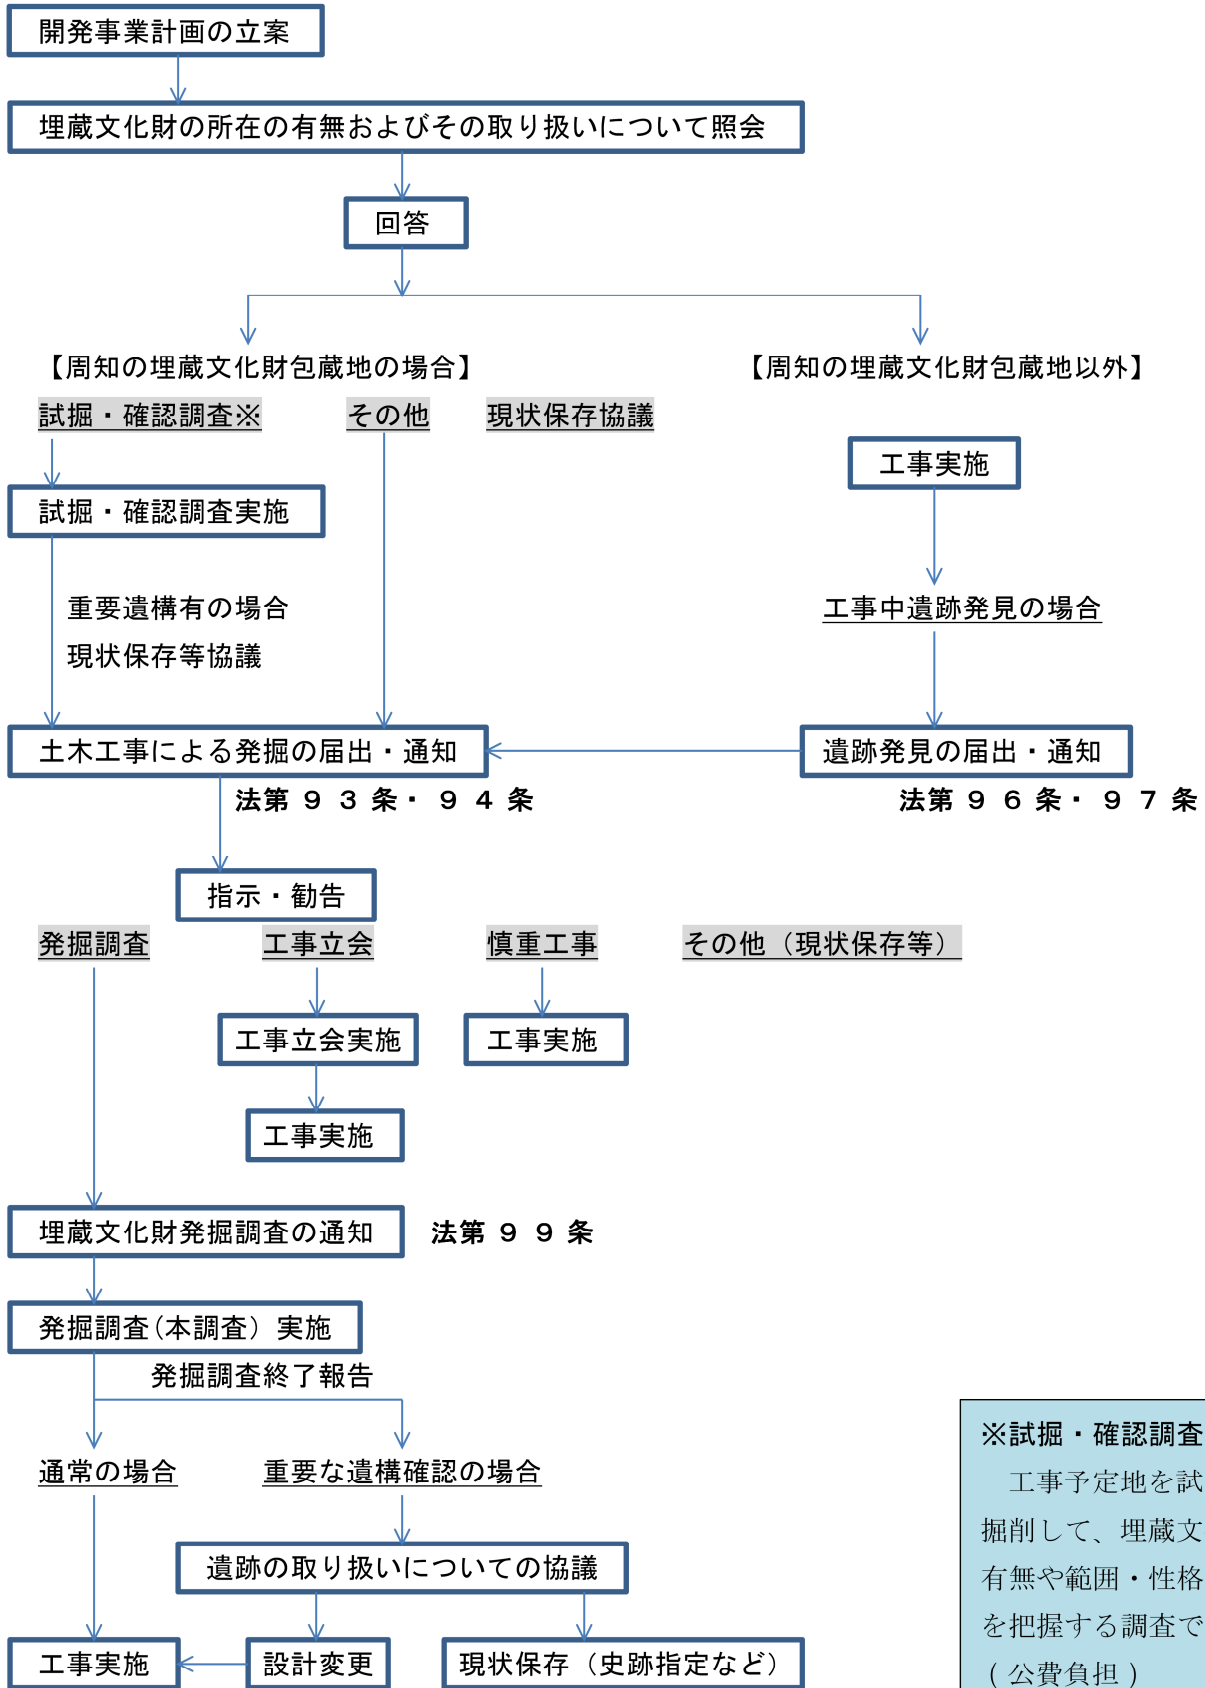 開発事業計画の立案
埋蔵文化財の所在の有無およびその取り扱いについて照会
回答
【周知の埋蔵文化財包蔵地の場合】
【周知の埋蔵文化財包蔵地以外】
試掘・確認調査※
その他
現状保存協議
工事実施
試掘・確認調査実施
重要遺構有の場合
現状保存等協議
工事中遺跡発見の場合
土木工事による発掘の届出・通知
遺跡発見の届出・通知
法第９３条・９４条
法第９６条・９７条
指示・勧告
発掘調査
工事立会
慎重工事
その他（現状保存等）
工事立会実施
工事実施
工事実施
埋蔵文化財発掘調査の通知
法第９９条
発掘調査(本調査）実施
発掘調査終了報告
通常の場合
重要な遺構確認の場合
遺跡の取り扱いについての協議
工事実施
設計変更
現状保存（史跡指定など）
※試掘・確認調査
工事予定地を試
掘削して、埋蔵文
有無や範囲・性格
を把握する調査で
(公費負担)